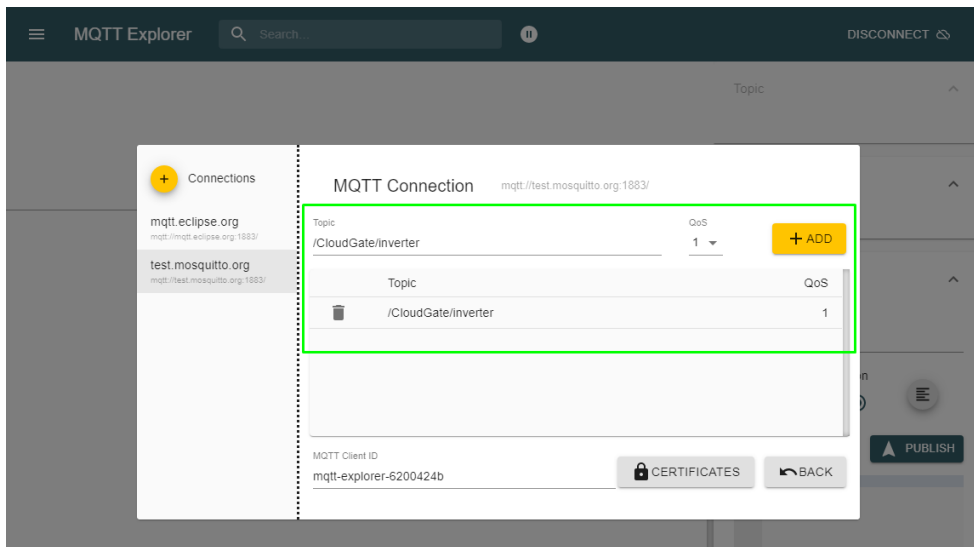 MQTT Explorer
Search...
DISCONNECT
Topic
Connections
mqtt.eclipse.org
mqtt://mqtt.eclipse.org:1883/
test.mosquitto.org
mqtt://test.mosquitto.org:1883/
MQTT Connection mqtt://test.mosquitto.org:1883/
Topic QoS
/CloudGate/inverter 1 + ADD
Topic QoS
/CloudGate/inverter 1
MQTT Client ID
mqtt-explorer-6200424b
CERTIFICATES BACK
PUBLISH